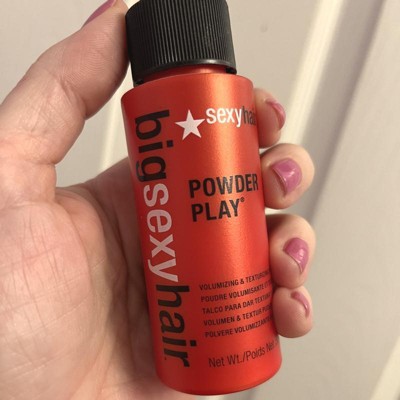 sexyhair
bigsexyhair
POWDER
PLAY®
VOLUMIZING & TEXTURIZING
POUDRE VOLUMISANTE
TALCO PARA DAR
VOLUMEN & TEXTUR
POLVERE VOLUMIZZANTE
Net Wt./Poids Net